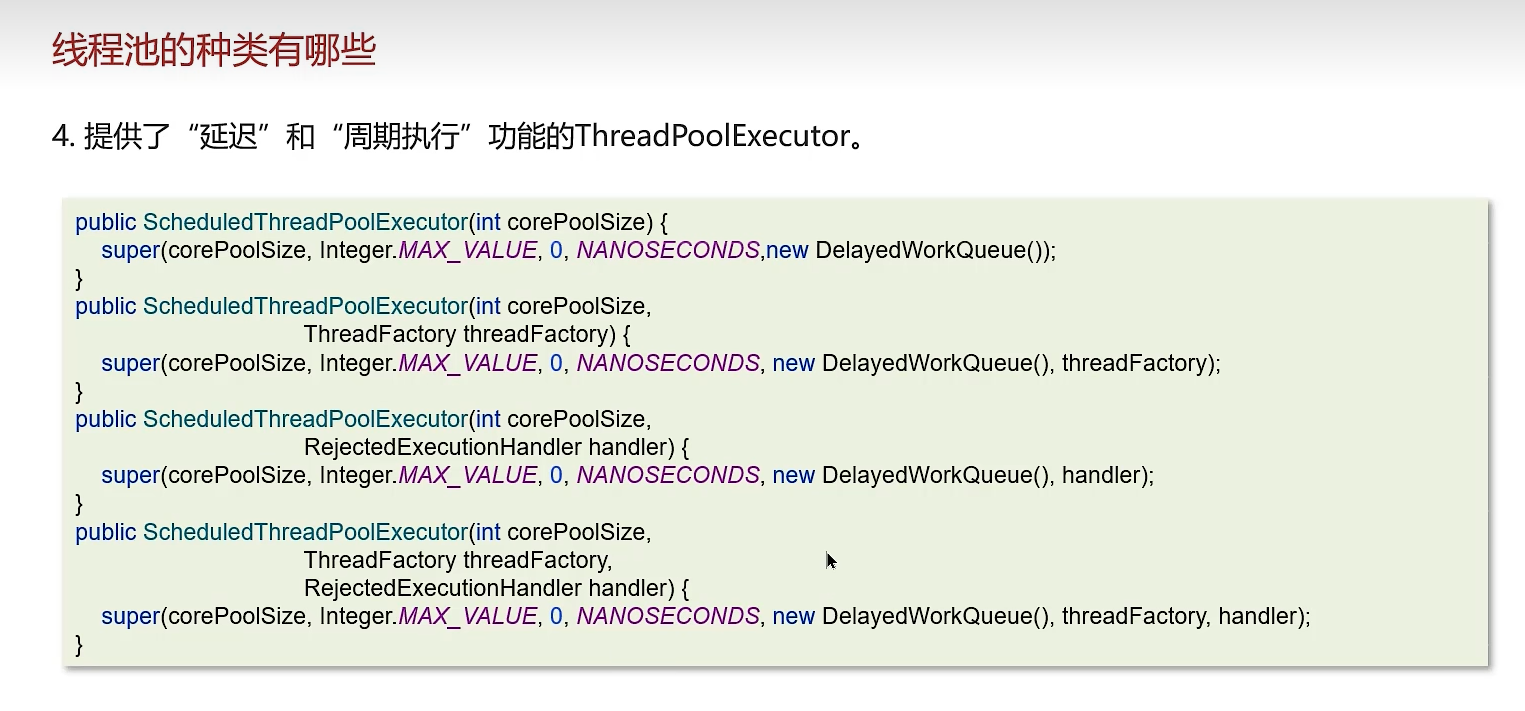 线程池的种类有哪些
4. 提供了“延迟”和“周期执行”功能的ThreadPoolExecutor。
public ScheduledThreadPoolExecutor(int corePoolSize) {
super(corePoolSize, Integer.MAX_VALUE, 0, NANOSECONDS,new DelayedWorkQueue());
}
public ScheduledThreadPoolExecutor(int corePoolSize,
ThreadFactory threadFactory) {
super(corePoolSize, Integer.MAX_VALUE, 0, NANOSECONDS, new DelayedWorkQueue(), threadFactory);
}
public ScheduledThreadPoolExecutor(int corePoolSize,
RejectedExecutionHandler handler) {
super(corePoolSize, Integer.MAX_VALUE, 0, NANOSECONDS, new DelayedWorkQueue(), handler);
}
public ScheduledThreadPoolExecutor(int corePoolSize,
ThreadFactory threadFactory,
RejectedExecutionHandler handler) {
super(corePoolSize, Integer.MAX_VALUE, 0, NANOSECONDS, new DelayedWorkQueue(), threadFactory, handler);
}